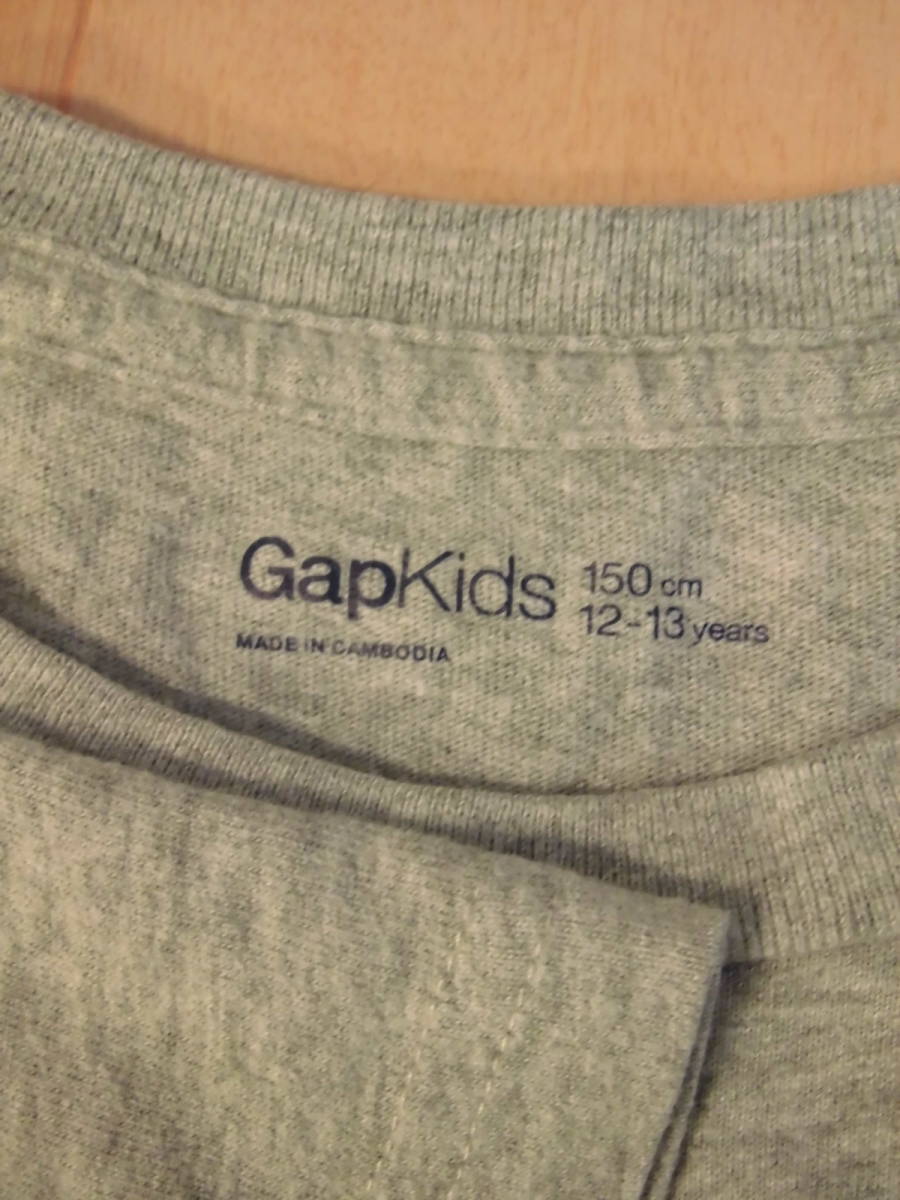 GapKids
MADE IN CAMBODIA
150 cm
12-13 years